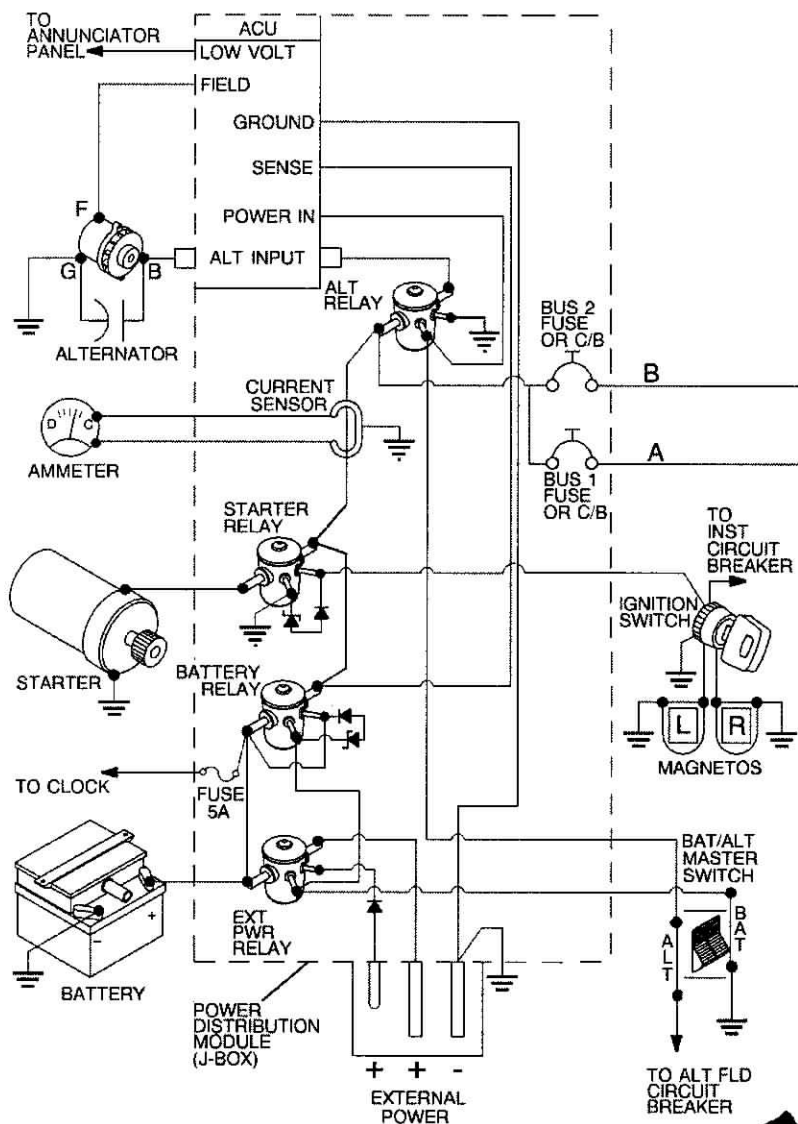 TO
ANNUNCIATOR
PANEL
ACU
LOW VOLT
FIELD
GROUND
SENSE
POWER IN
ALT INPUT
F
G
B
ALTERNATOR
ALT
RELAY
BUS 2
FUSE
OR C/B
B
CURRENT
SENSOR
D
C
AMMETER
A
BUS 1
FUSE
OR C/B
STARTER
RELAY
TO
INST
CIRCUIT
BREAKER
IGNITION
SWITCH
STARTER
BATTERY
RELAY
L
R
MAGNETOS
TO CLOCK
FUSE
5A
BAT/ALT
MASTER
SWITCH
EXT
PWR
RELAY
ALT
BAT
-
+
BATTERY
POWER
DISTRIBUTION
MODULE
(J-BOX)
+ + -
EXTERNAL
POWER
TO ALT FLD
CIRCUIT
BREAKER